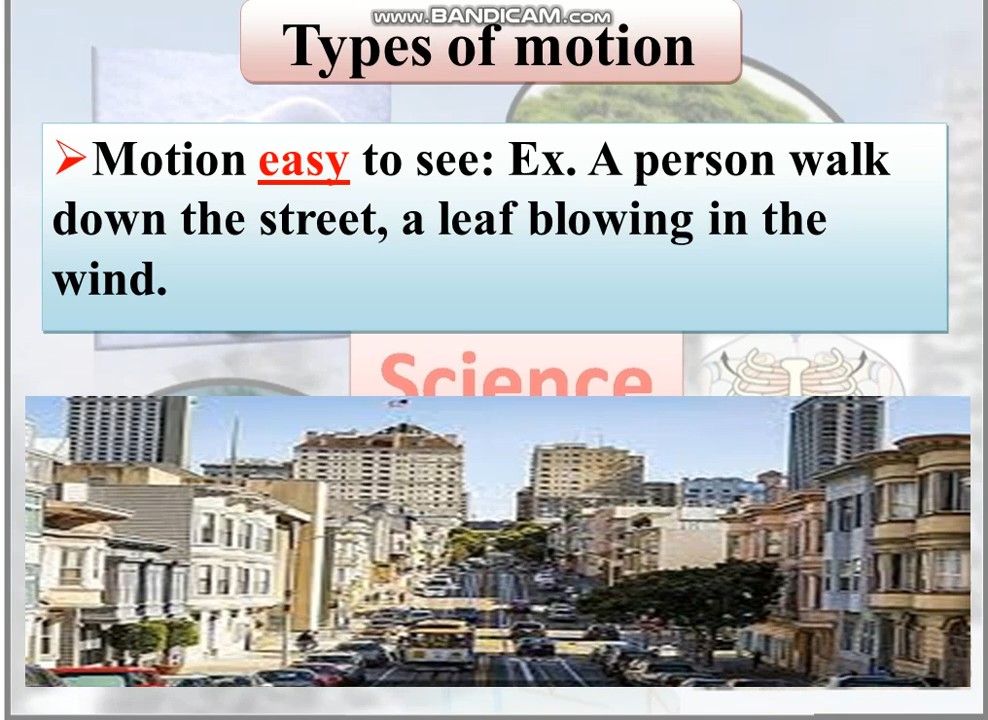 www.BANDICAM.com
Types of motion
➢Motion easy to see: Ex. A person walk
down the street, a leaf blowing in the
wind.
Science